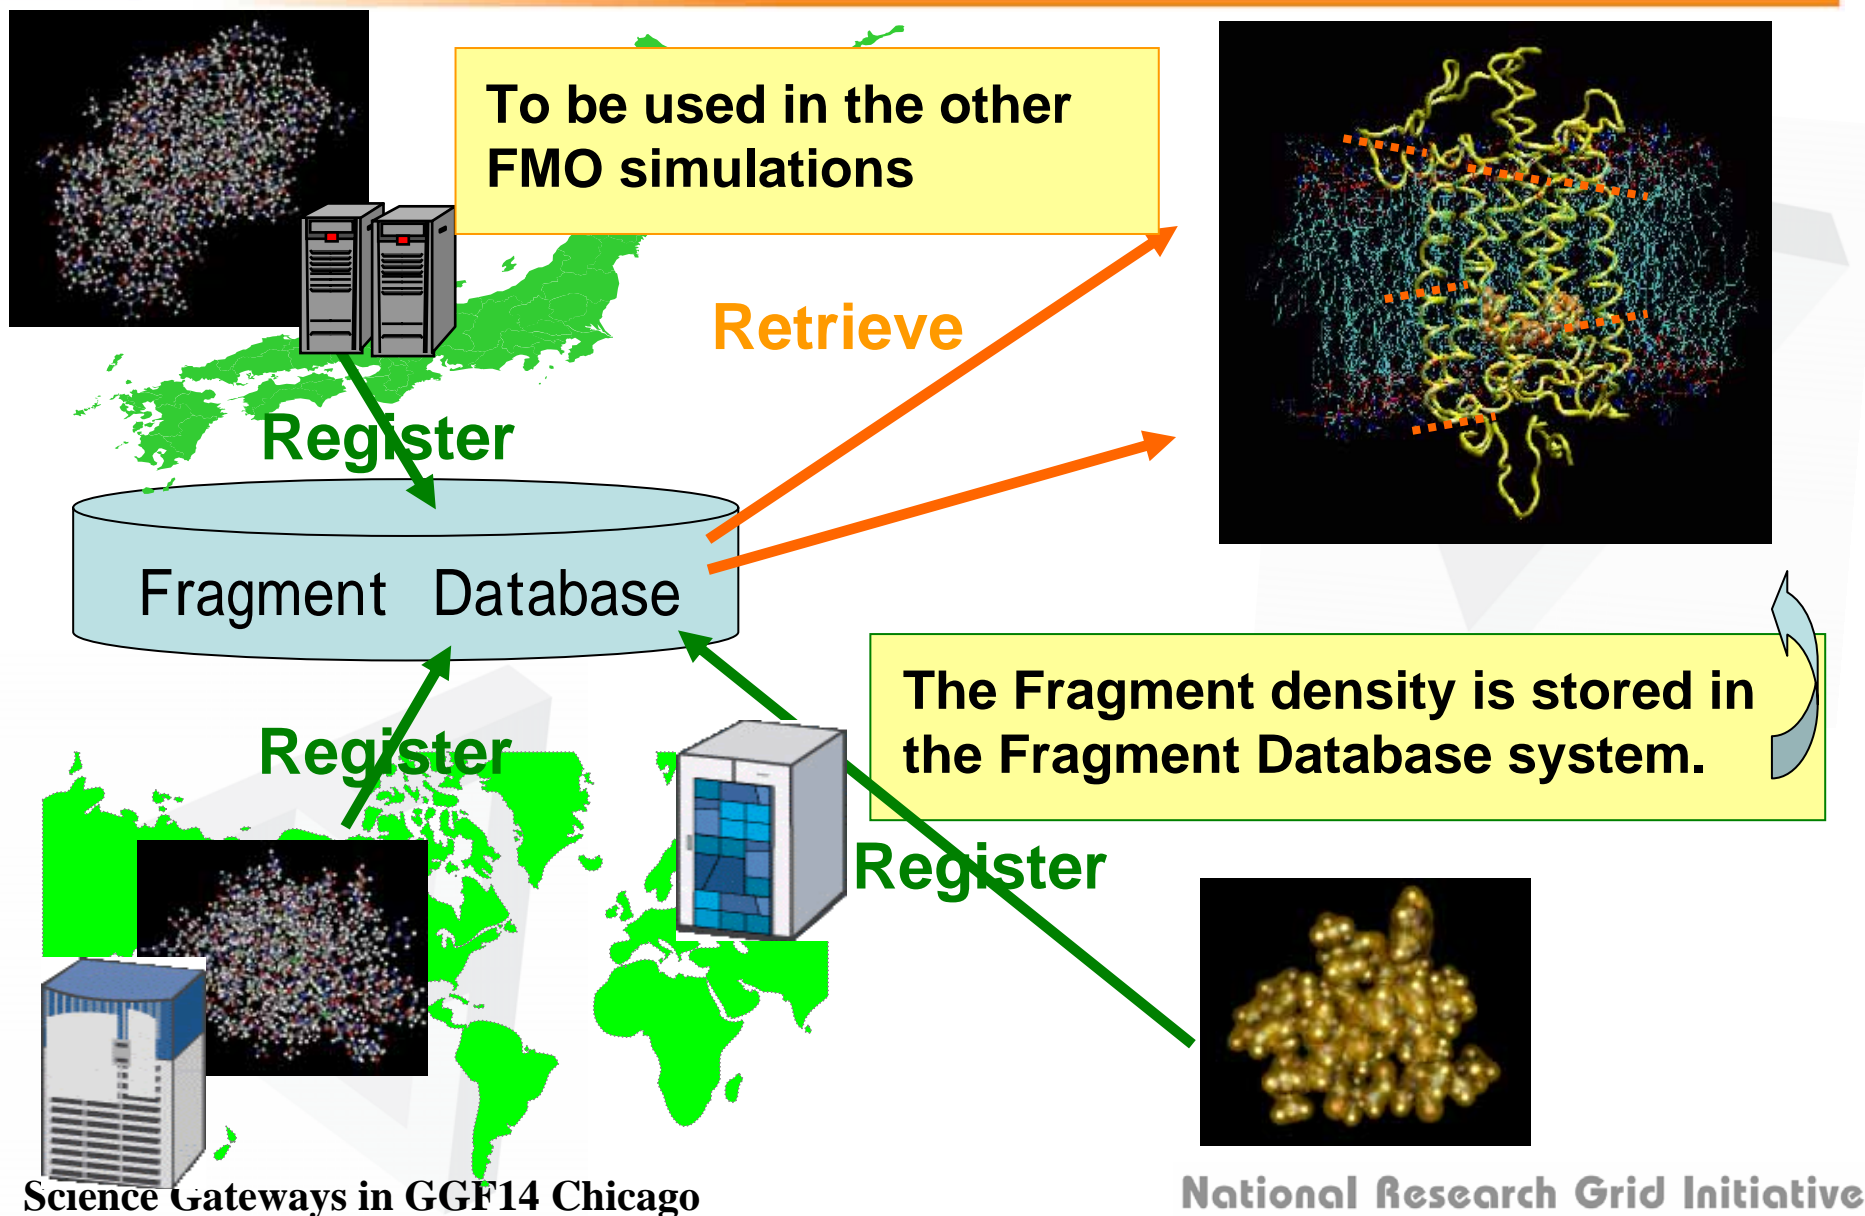 To be used in the other
FMO simulations
Retrieve
Register
Fragment Database
The Fragment density is stored in
the Fragment Database system.
Register
Register
Science Gateways in GGF14 Chicago
National Research Grid Initiative